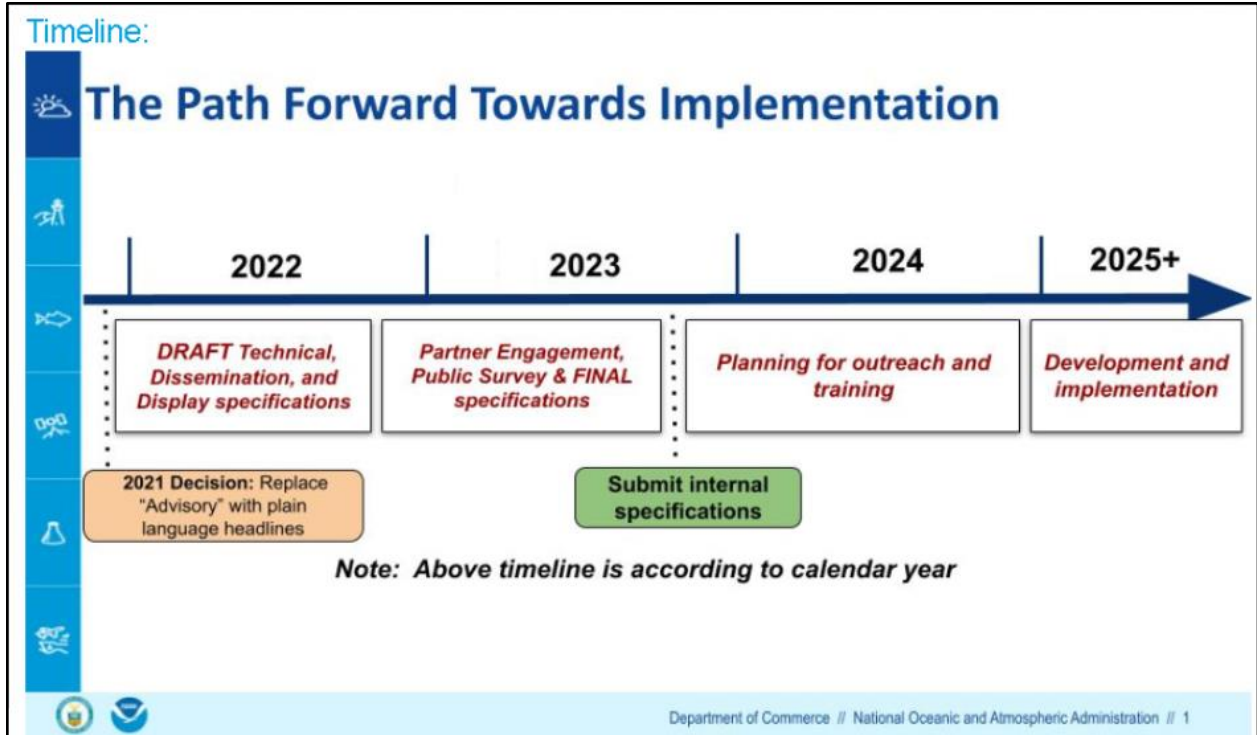 Timeline:
The Path Forward Towards Implementation
2022
2023
2024
2025+
DRAFT Technical,
Dissemination, and
Display specifications
Partner Engagement,
Public Survey & FINAL
specifications
Planning for outreach and
training
Development and
implementation
2021 Decision: Replace
“Advisory” with plain
language headlines
Submit internal
specifications
Note: Above timeline is according to calendar year
Department of Commerce // National Oceanic and Atmospheric Administration // 1